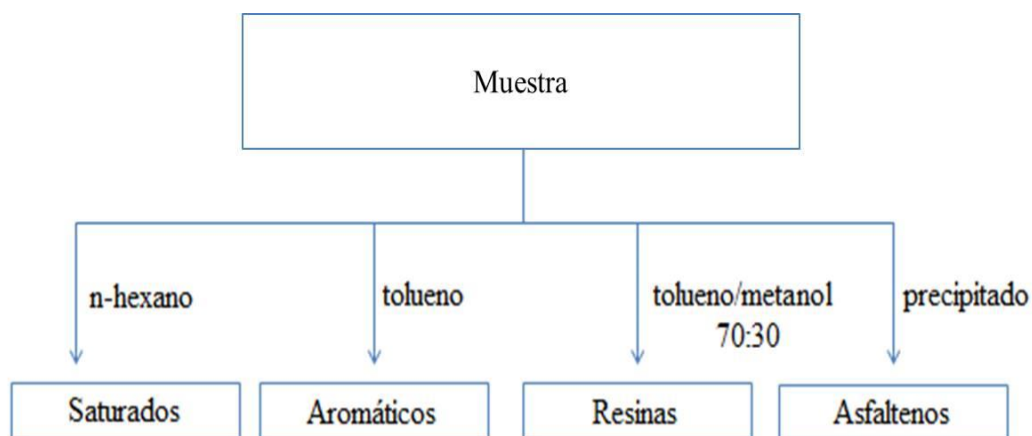 Muestra
n-hexano
tolueno
tolueno/metanol
70:30
precipitado
Saturados
Aromáticos
Resinas
Asfaltenos